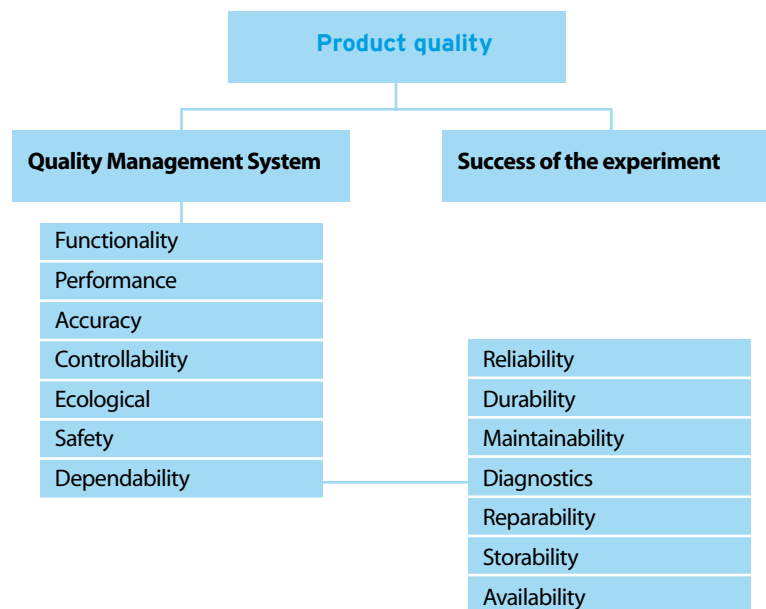 Product quality
Quality Management System
Success of the experiment
Functionality
Performance
Accuracy
Controllability
Ecological
Safety
Dependability
Reliability
Durability
Maintainability
Diagnostics
Reparability
Storability
Availability